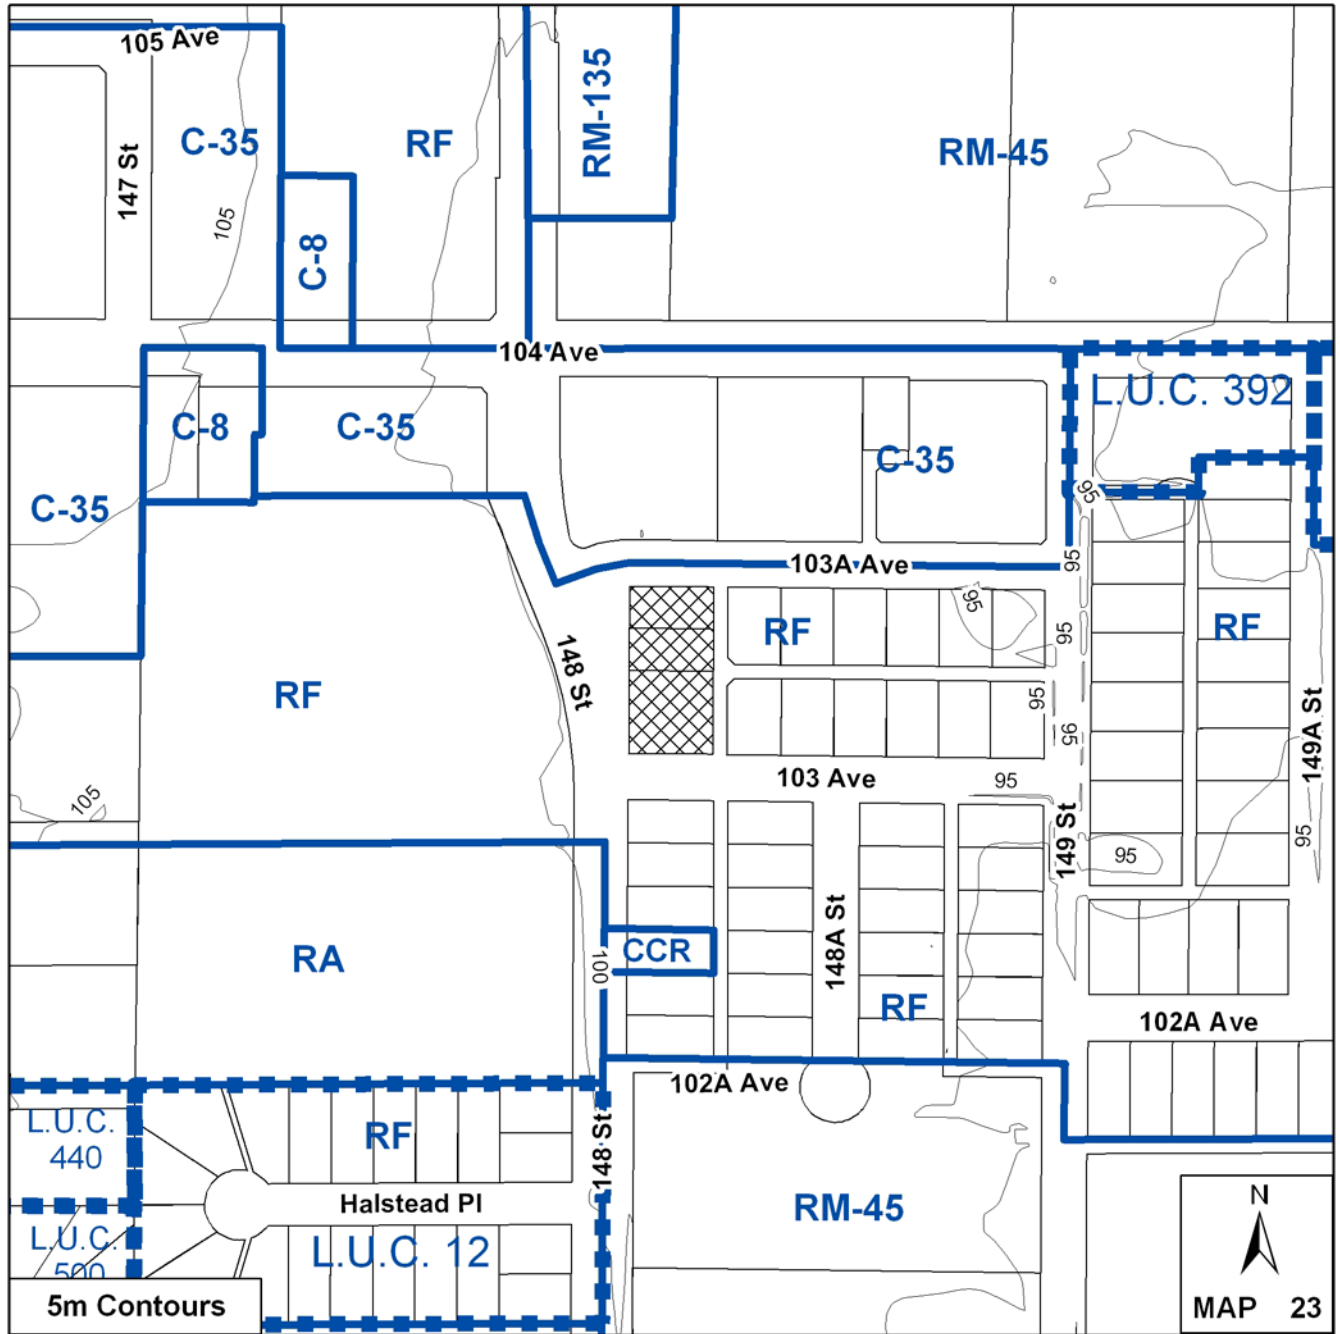 105 Ave
C-35
RF
RM-135
RM-45
147 St
105
C-8
104 Ave
L.U.C. 392
C-8
C-35
C-35
C-35
95
103A Ave
95
RF
95
95
RF
148 St
RF
95
95
149A St
103 Ave
95
105
149 St
95
95
148A St
CCR
RA
100
RF
102A Ave
102A Ave
L.U.C.
440
RF
148 St
Halstead Pl
RM-45
L.U.C.
500
L.U.C. 12
N
5m Contours
MAP 23